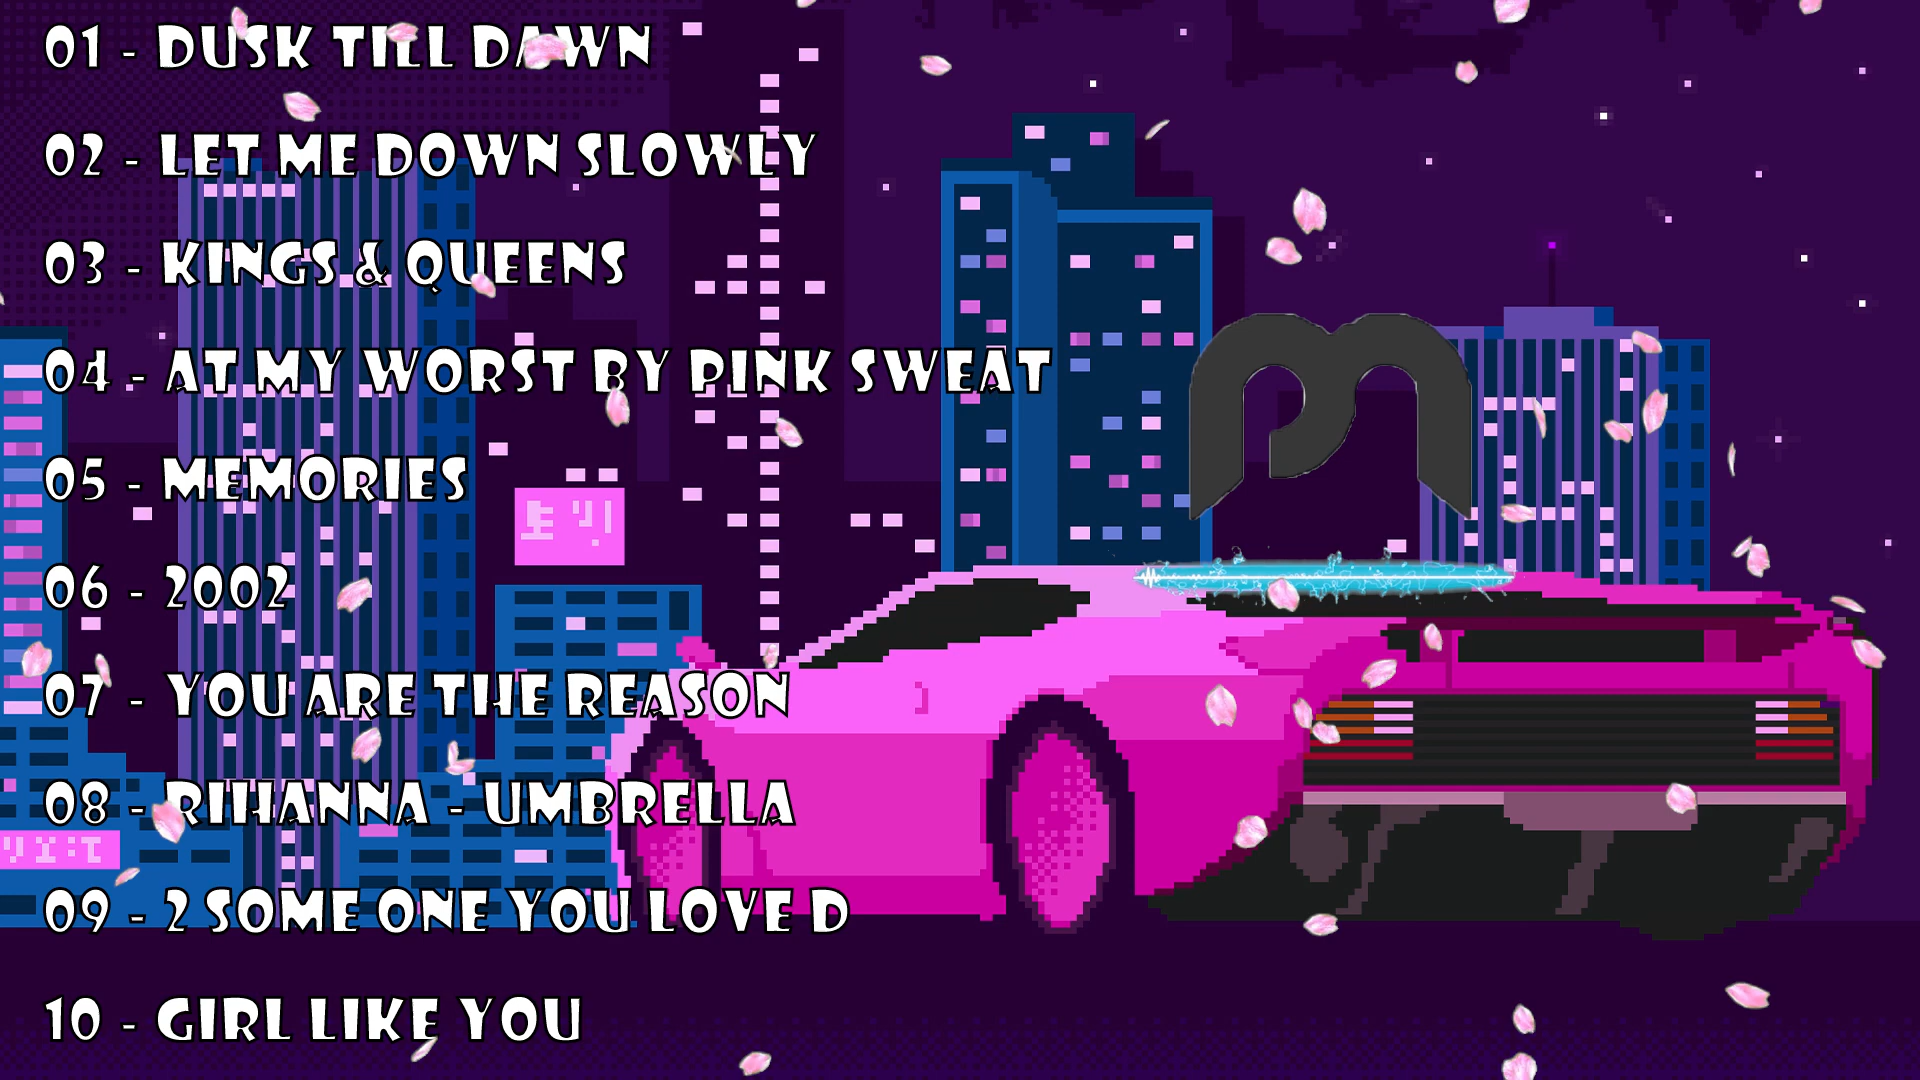 01 - DUSK TILL DAWN
02 - LET ME DOWN SLOWLY
03 - KINGS & QUEENS
04 - AT MY WORST BY PINK SWEAT
05 - MEMORIES
06 - 2002
07 - YOU ARE THE REASON
08 - RIHANNA - UMBRELLA
09 - 2 SOME ONE YOU LOVE D
10 - GIRL LIKE YOU